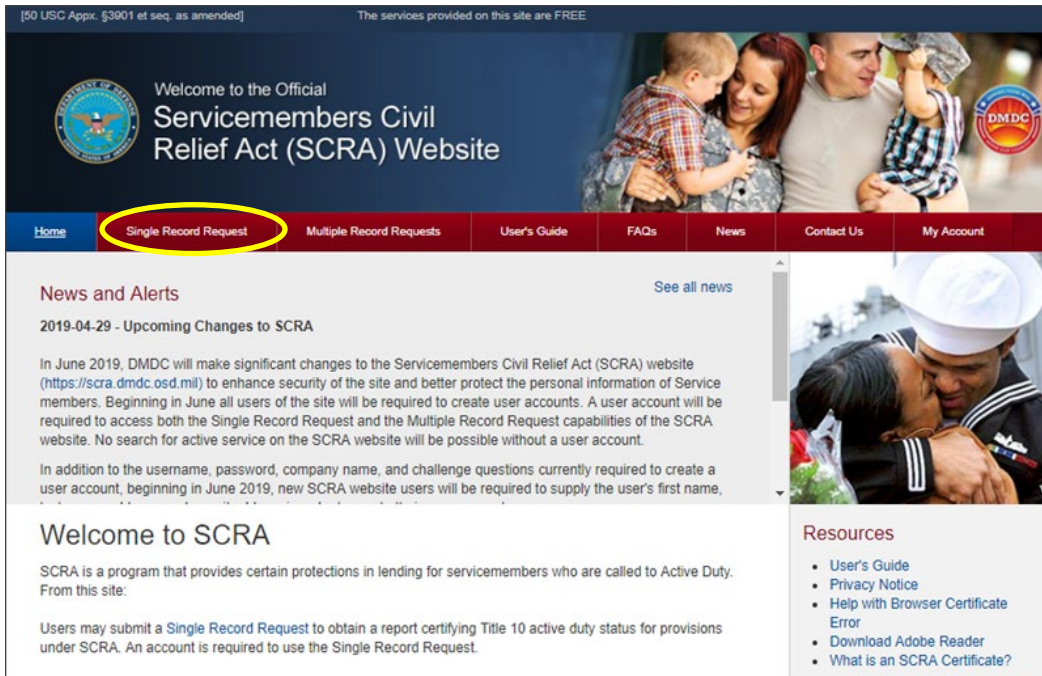 [50 USC Appx. §3901 et seq. as amended]
The services provided on this site are FREE
Welcome to the Official
Servicemembers Civil
Relief Act (SCRA) Website
DEPARTMENT OF DEFENSE
UNITED STATES OF AMERICA
DMDC
Home
Single Record Request
Multiple Record Requests
User's Guide
FAQs
News
Contact Us
My Account
News and Alerts
See all news
2019-04-29 - Upcoming Changes to SCRA
In June 2019, DMDC will make significant changes to the Servicemembers Civil Relief Act (SCRA) website
(https://scra.dmdc.osd.mil) to enhance security of the site and better protect the personal information of Service
members. Beginning in June all users of the site will be required to create user accounts. A user account will be
required to access both the Single Record Request and the Multiple Record Request capabilities of the SCRA
website. No search for active service on the SCRA website will be possible without a user account.
In addition to the username, password, company name, and challenge questions currently required to create a
user account, beginning in June 2019, new SCRA website users will be required to supply the user's first name,
Welcome to SCRA
SCRA is a program that provides certain protections in lending for servicemembers who are called to Active Duty.
From this site:
Users may submit a Single Record Request to obtain a report certifying Title 10 active duty status for provisions
under SCRA. An account is required to use the Single Record Request.
Resources
User's Guide
Privacy Notice
Help with Browser Certificate
Error
Download Adobe Reader
What is an SCRA Certificate?